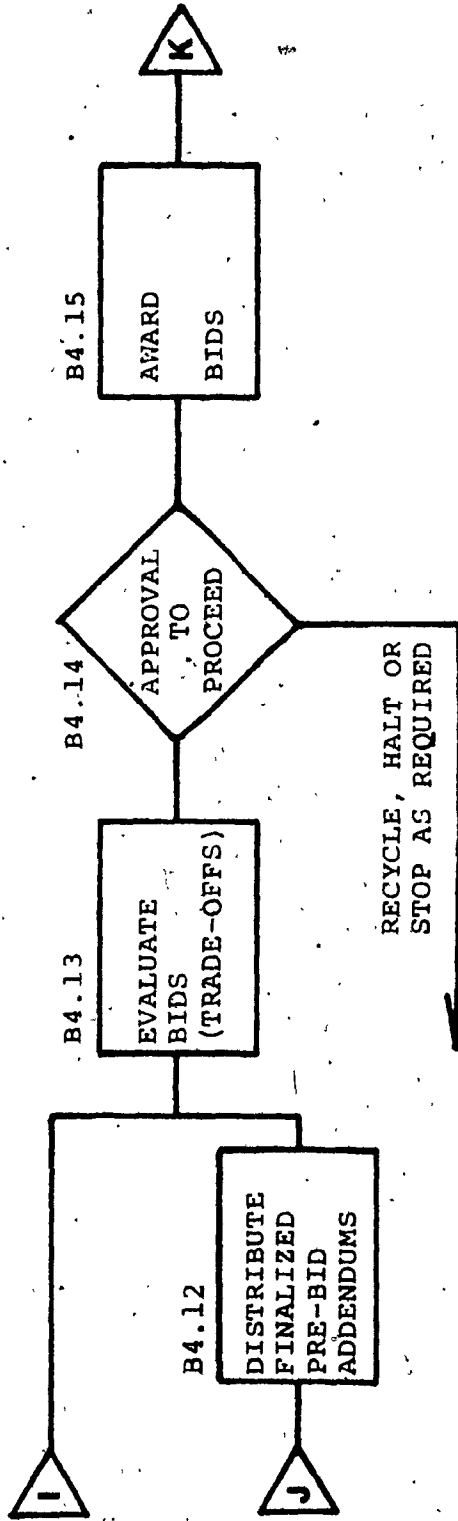 I
J
B4.12
DISTRIBUTE
FINALIZED
PRE-BID
ADDENDUMS
B4.13
EVALUATE
BIDS
(TRADE-OFFS)
B4.14
APPROVAL
TO
PROCEED
RECYCLE, HALT OR
STOP AS REQUIRED
B4.15
AWARD
BIDS
K